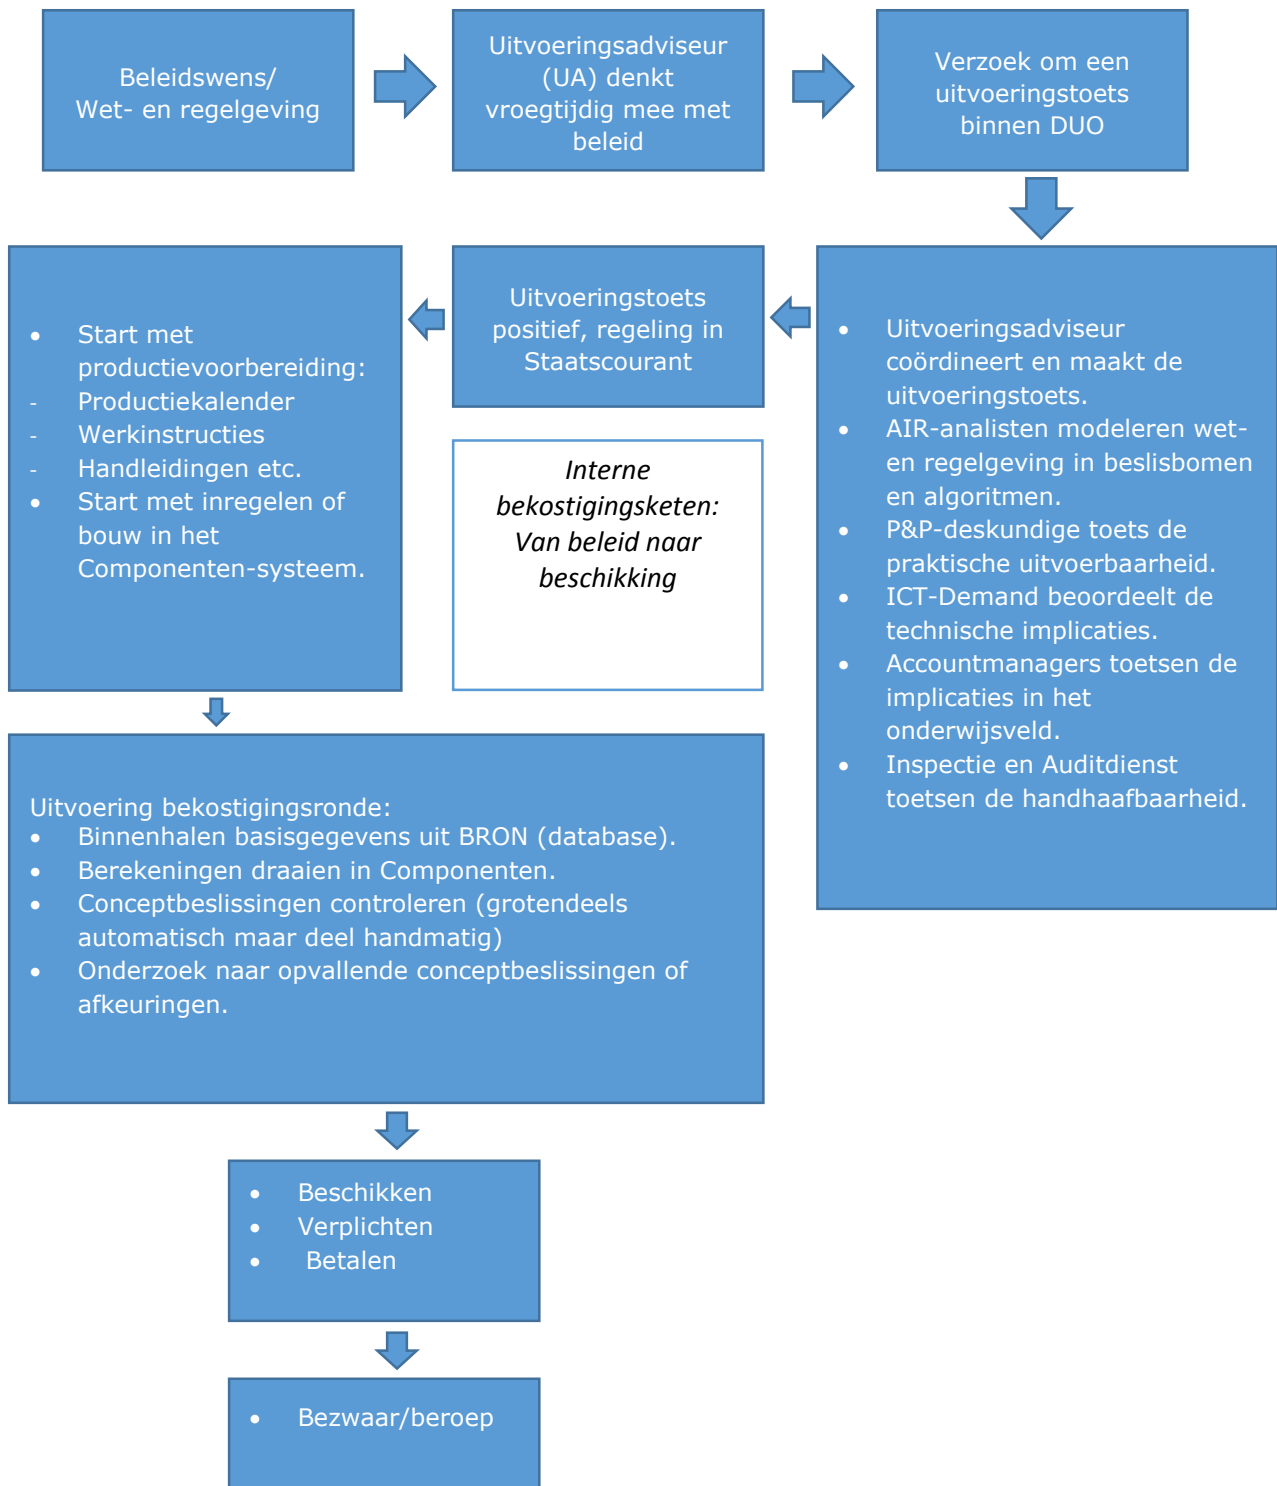 Beleidswens/
Wet- en regelgeving
Uitvoeringsadviseur
(UA) denkt
vroegtijdig mee met
beleid
Verzoek om een
uitvoeringstoets
binnen DUO
• Uitvoeringsadviseur
coördineert en maakt de
uitvoeringstoets.
• AIR-analisten modeleren wet-
en regelgeving in beslisbomen
en algoritmen.
• P&P-deskundige toets de
praktische uitvoerbaarheid.
• ICT-Demand beoordeelt de
technische implicaties.
• Accountmanagers toetsen de
implicaties in het
onderwijsveld.
• Inspectie en Auditdienst
toetsen de handhaafbaarheid.
Uitvoeringstoets
positief, regeling in
Staatscourant
• Start met
productievoorbereiding:
- Productiekalender
- Werkinstructies
- Handleidingen etc.
• Start met inregelen of
bouw in het
Componenten-systeem.
Interne
bekostigingsketen:
Van beleid naar
beschikking
Uitvoering bekostigingsronde:
• Binnenhalen basisgegevens uit BRON (database).
• Berekeningen draaien in Componenten.
• Conceptbeslissingen controleren (grotendeels
automatisch maar deel handmatig)
• Onderzoek naar opvallende conceptbeslissingen of
afkeuringen.
• Beschikken
• Verplichten
• Betalen
• Bezwaar/beroep